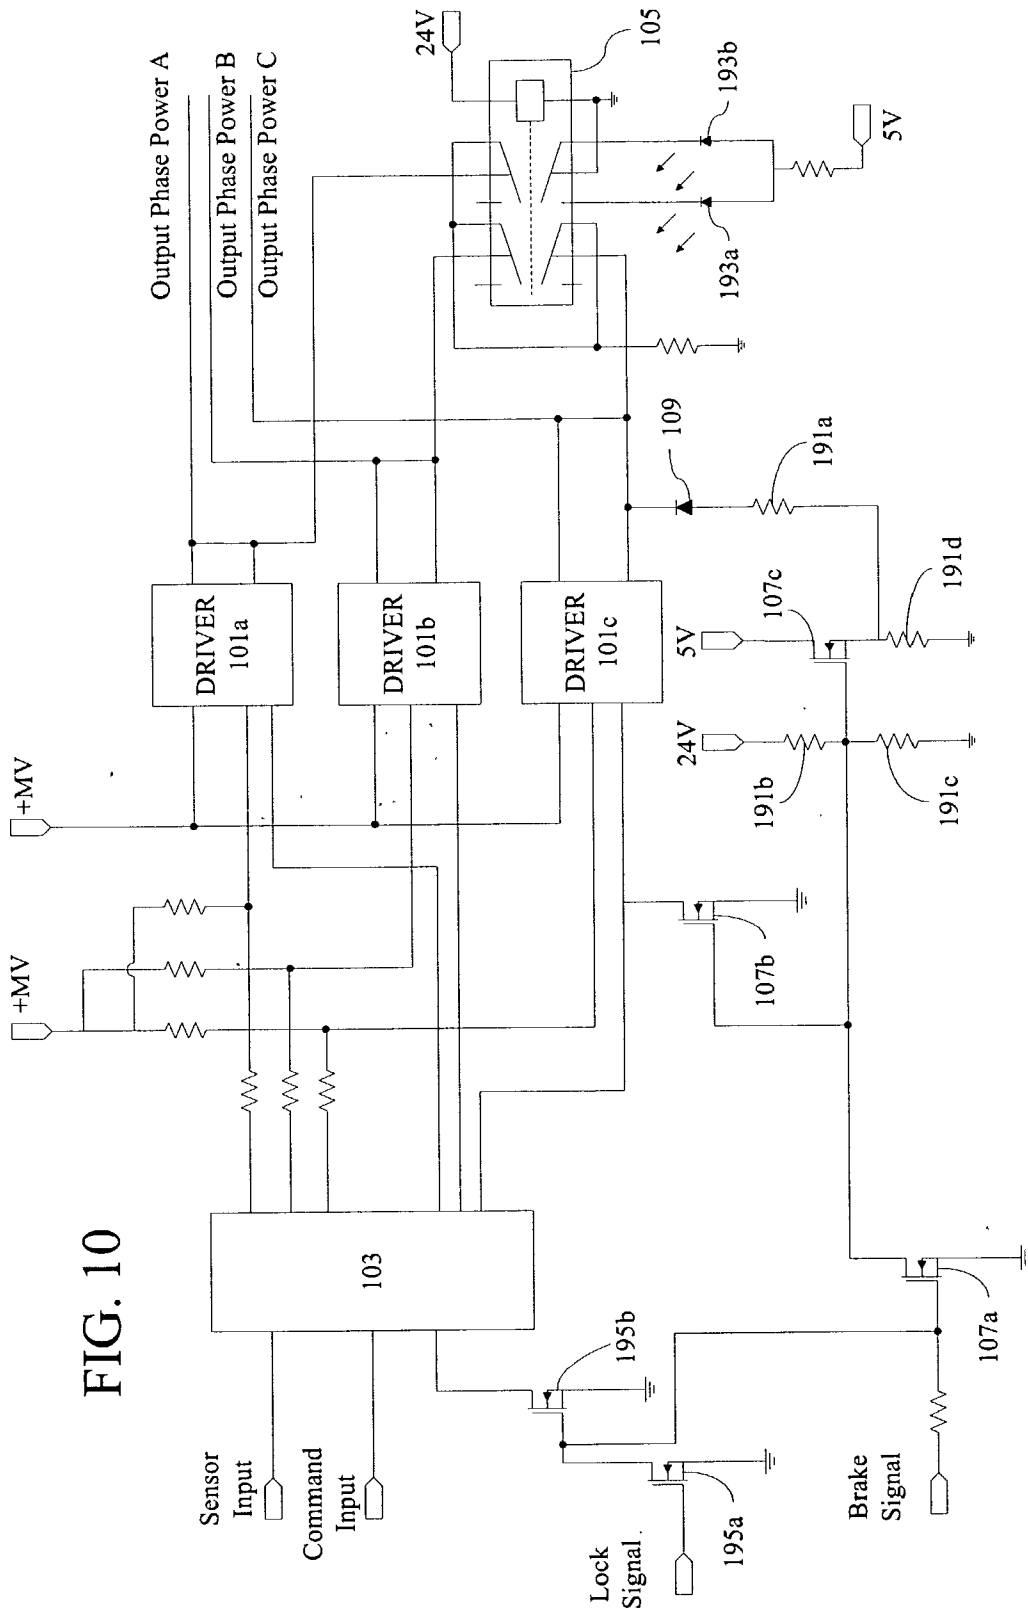 FIG. 10
Output Phase Power A
Output Phase Power B
Output Phase Power C
24V
105
193b
193a
5V
+MV
+MV
DRIVER
101a
DRIVER
101b
DRIVER
101c
109
191a
5V
107c
191d
24V
191b
191c
107b
103
Sensor
Input
Command
Input
195b
Lock
Signal
195a
Brake
Signal
107a